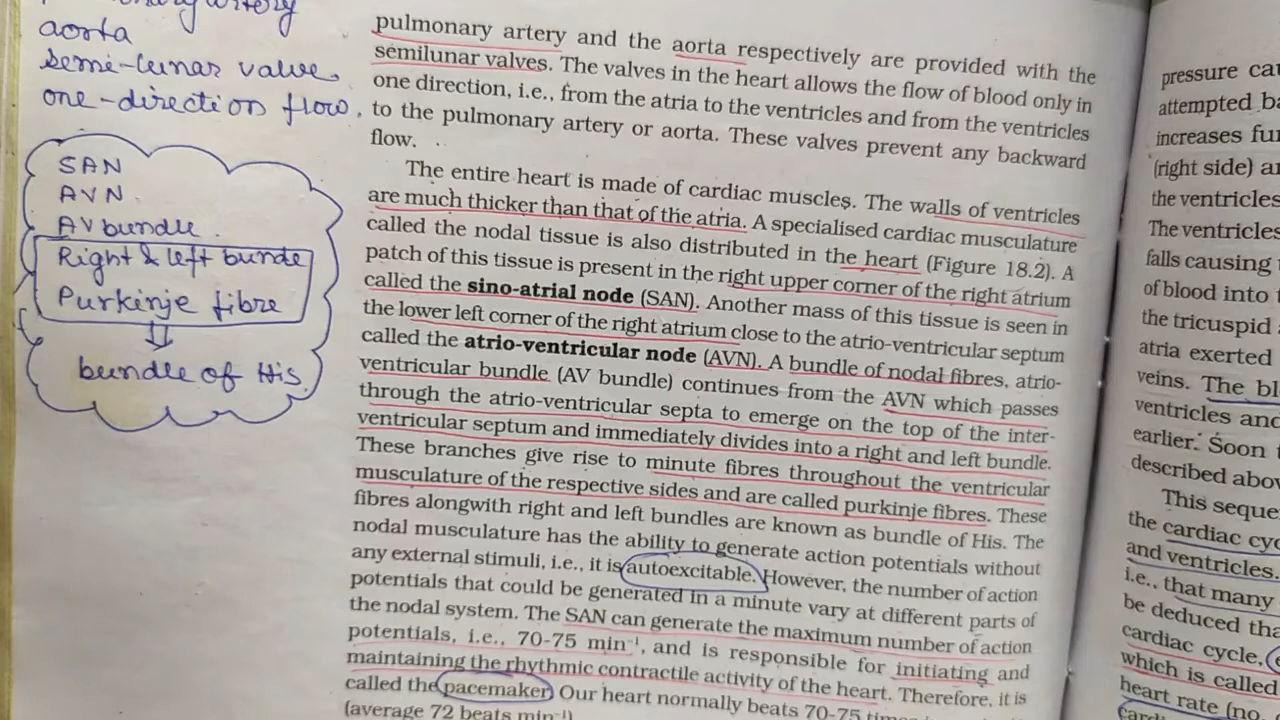 aorta
semi-lunar valve
one-direction flow.
SAN
AVN
AV bundle.
Right & left bunde
Purkinje fibre
bundle of His.
pulmonary artery and the aorta respectively are provided with the
semilunar valves. The valves in the heart allows the flow of blood only in
one direction, i.e., from the atria to the ventricles and from the ventricles
to the pulmonary artery or aorta. These valves prevent any backward
flow.
The entire heart is made of cardiac muscles. The walls of ventricles
are much thicker than that of the atria. A specialised cardiac musculature
called the nodal tissue is also distributed in the heart (Figure 18.2). A
patch of this tissue is present in the right upper corner of the right atrium
called the sino-atrial node (SAN). Another mass of this tissue is seen in
the lower left corner of the right atrium close to the atrio-ventricular septum
called the atrio-ventricular node (AVN). A bundle of nodal fibres, atrio-
ventricular bundle (AV bundle) continues from the AVN which passes
through the atrio-ventricular septa to emerge on the top of the inter-
ventricular septum and immediately divides into a right and left bundle.
These branches give rise to minute fibres throughout the ventricular
musculature of the respective sides and are called purkinje fibres. These
fibres alongwith right and left bundles are known as bundle of His. The
nodal musculature has the ability to generate action potentials without
any external stimuli, i.e., it is autoexcitable. However, the number of action
potentials that could be generated in a minute vary at different parts of
the nodal system. The SAN can generate the maximum number of action
potentials, i.e., 70-75 min⁻¹, and is responsible for initiating and
maintaining the rhythmic contractile activity of the heart. Therefore, it is
called the pacemaker. Our heart normally beats 70-75
(average 72 beats min⁻¹)
pressure
attempted
increases
(right side)
the ventricles
The ventricles
falls causing
of blood into
the tricuspid
atria exerted
veins. The
ventricles and
earlier. Soon
described
This
the cardiac
and ventricles.
i.e., that many
be deduced
cardiac cycle,
which is called
heart rate (no.